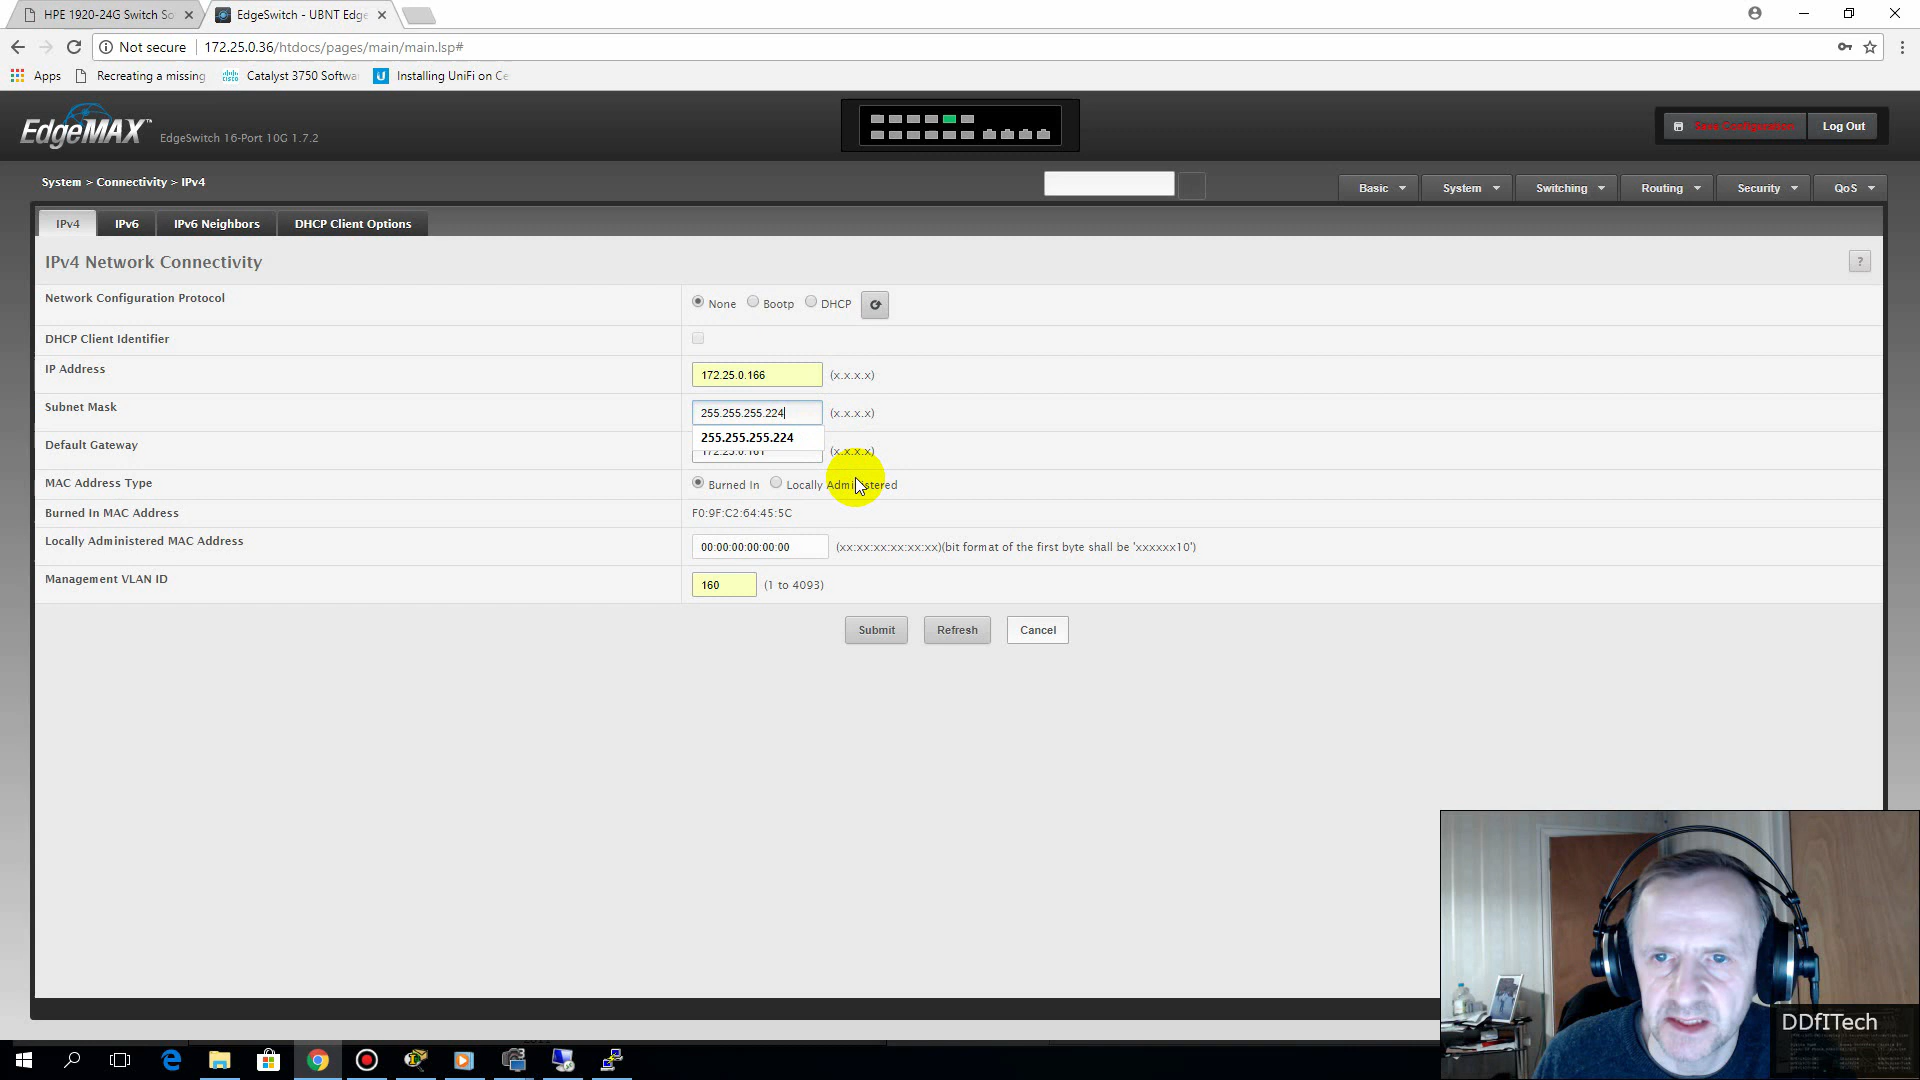 HPE 1920-24G Switch So
EdgeSwitch - UBNT Edge
Not secure
172.25.0.36/htdocs/pages/main/main.lsp#
Apps
Recreating a missing
Catalyst 3750 Softwa
Installing UniFi on Ce
EdgeMAX
EdgeSwitch 16-Port 10G 1.7.2
Save Configuration
Log Out
System > Connectivity > IPv4
Basic
System
Switching
Routing
Security
QoS
IPv4
IPv6
IPv6 Neighbors
DHCP Client Options
IPv4 Network Connectivity
?
Network Configuration Protocol
None
Bootp
DHCP
DHCP Client Identifier
IP Address
172.25.0.166
(x.x.x.x)
Subnet Mask
255.255.255.224
(x.x.x.x)
255.255.255.224
Default Gateway
172.25.0.161
(x.x.x.x)
MAC Address Type
Burned In
Locally Administered
Burned In MAC Address
F0:9F:C2:64:45:5C
Locally Administered MAC Address
00:00:00:00:00:00
(xx:xx:xx:xx:xx:xx)(bit format of the first byte shall be 'xxxxxx10')
Management VLAN ID
160
(1 to 4093)
Submit
Refresh
Cancel
DDfITech